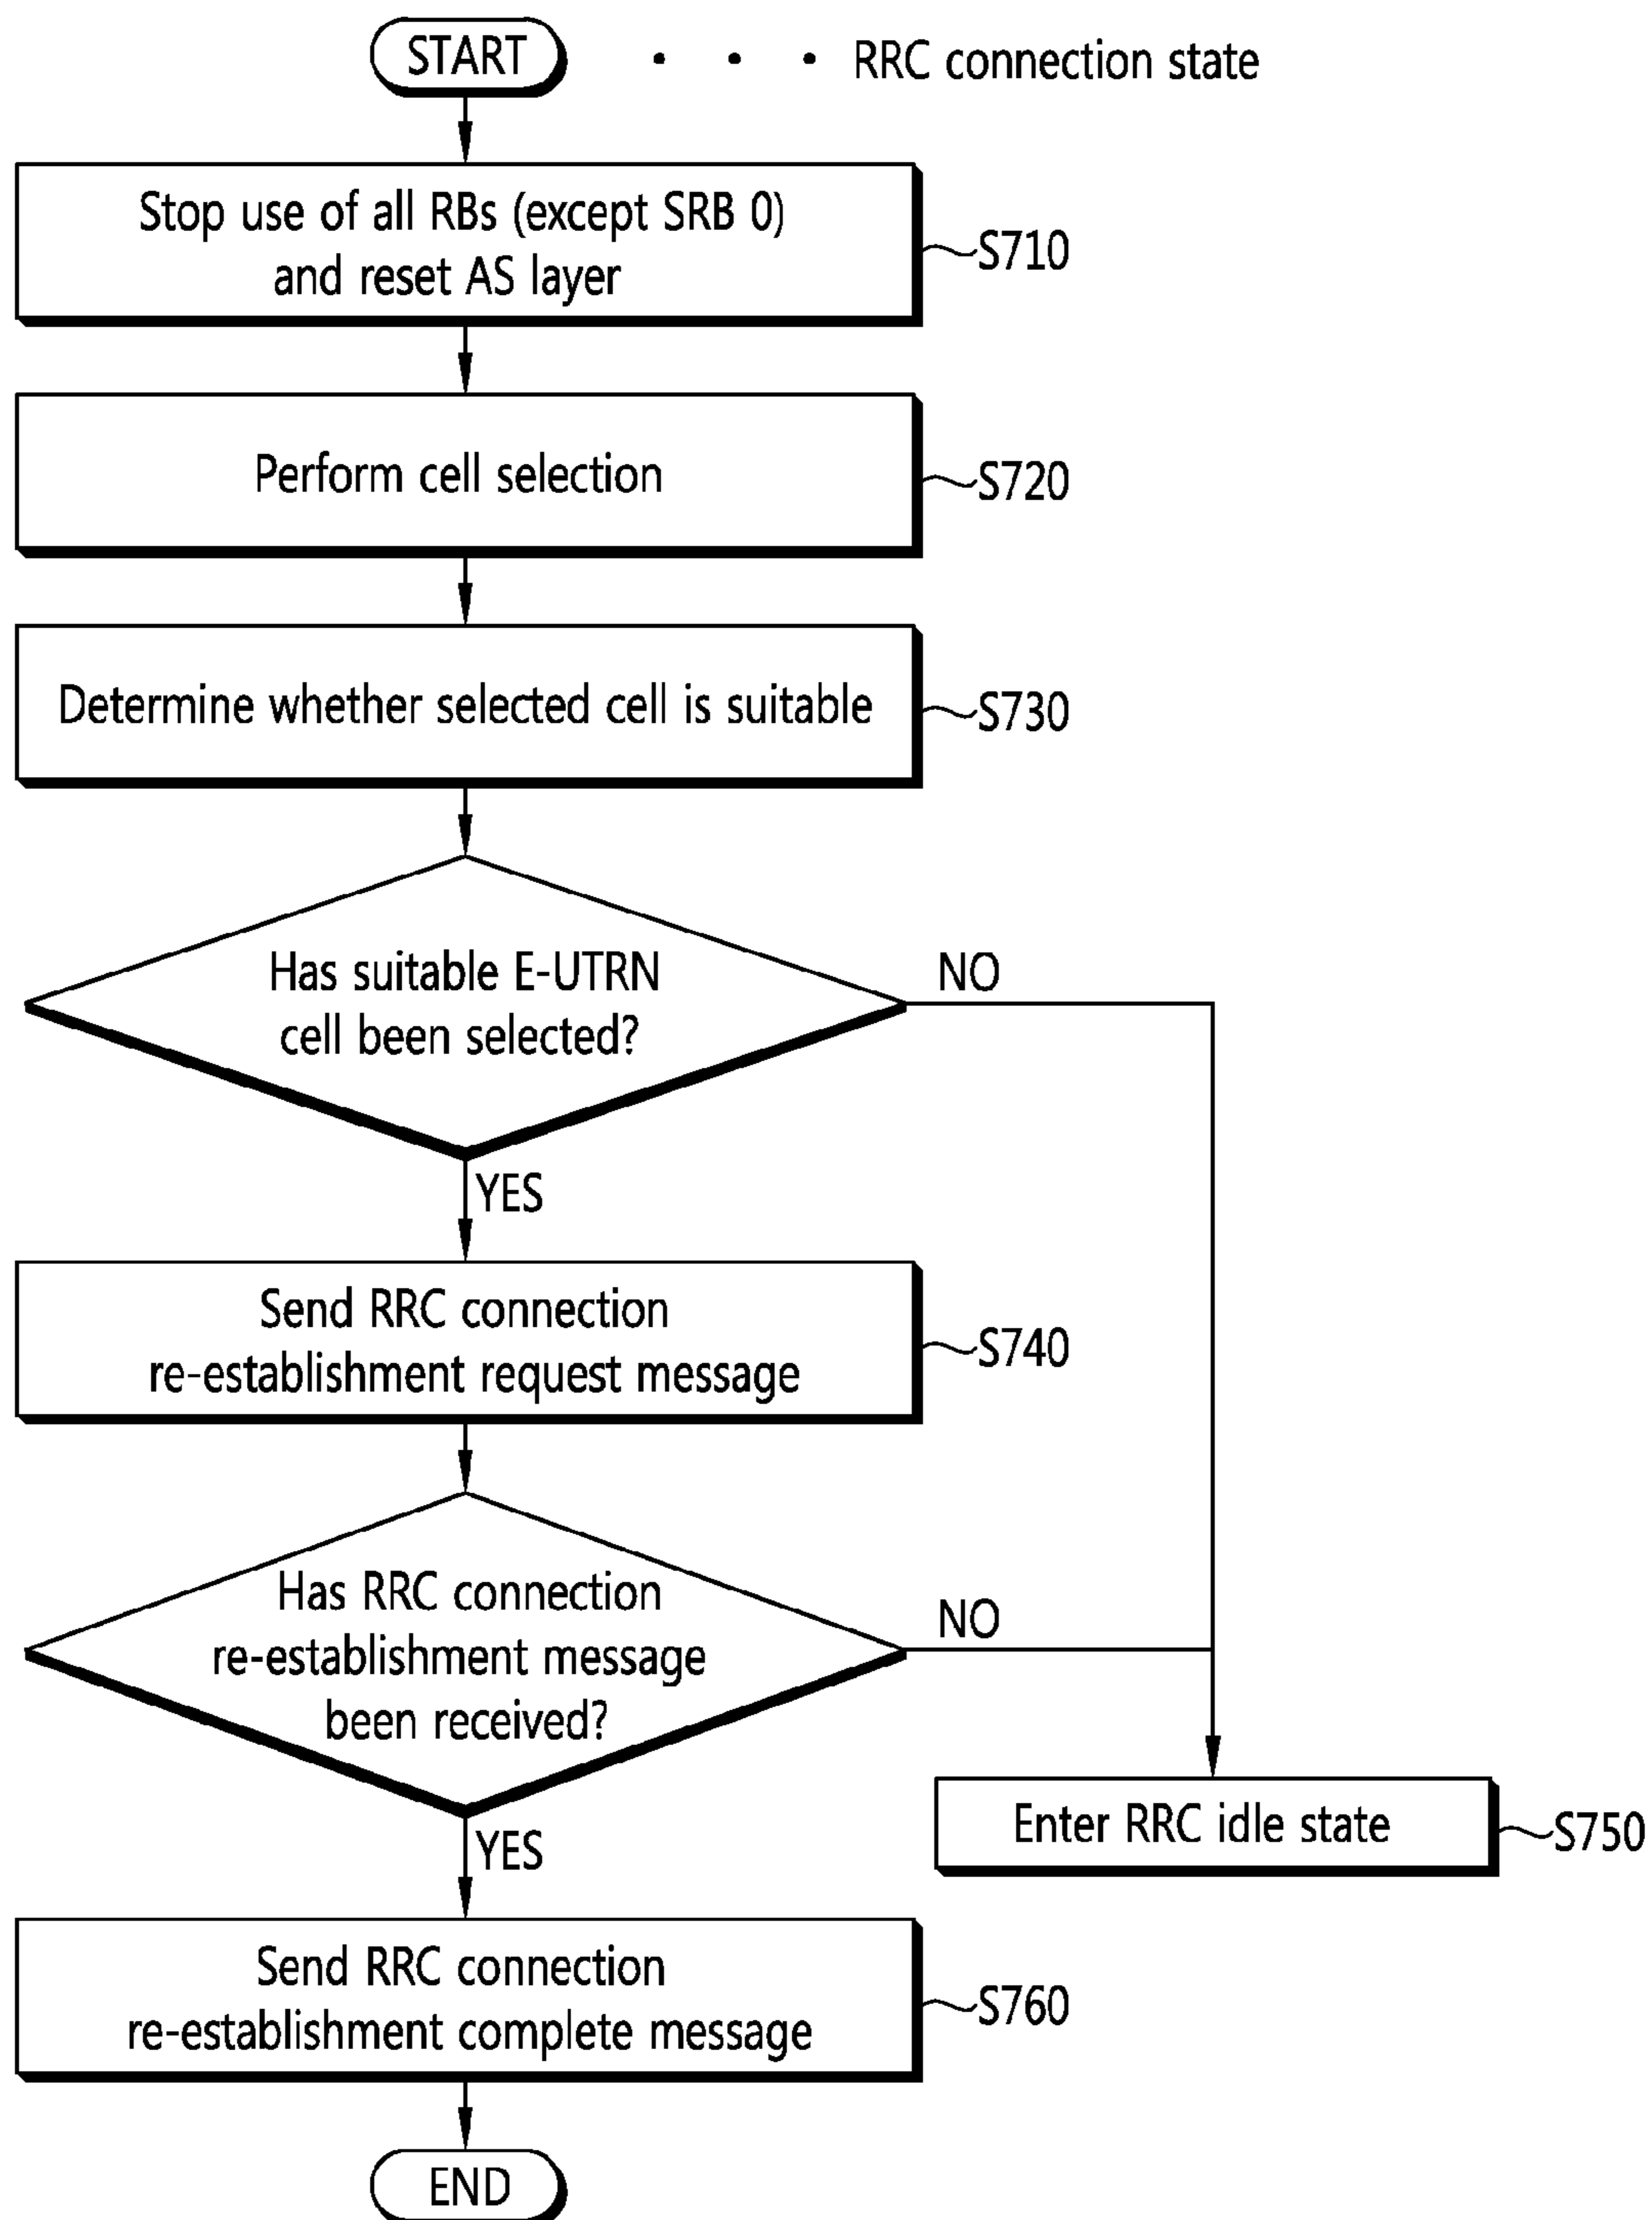 START
RRC connection state
Stop use of all RBs (except SRB 0)
and reset AS layer
S710
Perform cell selection
S720
Determine whether selected cell is suitable
S730
Has suitable E-UTRN
cell been selected?
NO
YES
Send RRC connection
re-establishment request message
S740
Has RRC connection
re-establishment message
been received?
NO
YES
Enter RRC idle state
S750
Send RRC connection
re-establishment complete message
S760
END